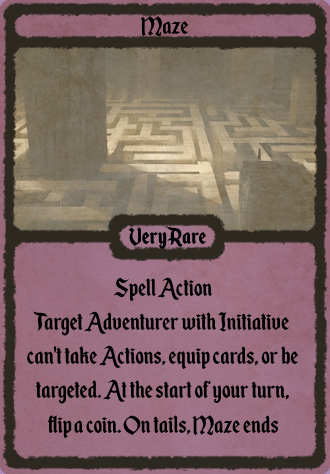 Maze
Very Rare
Spell Action
Target Adventurer with Initiative
can't take Actions, equip cards, or be
targeted. At the start of your turn,
flip a coin. On tails, Maze ends